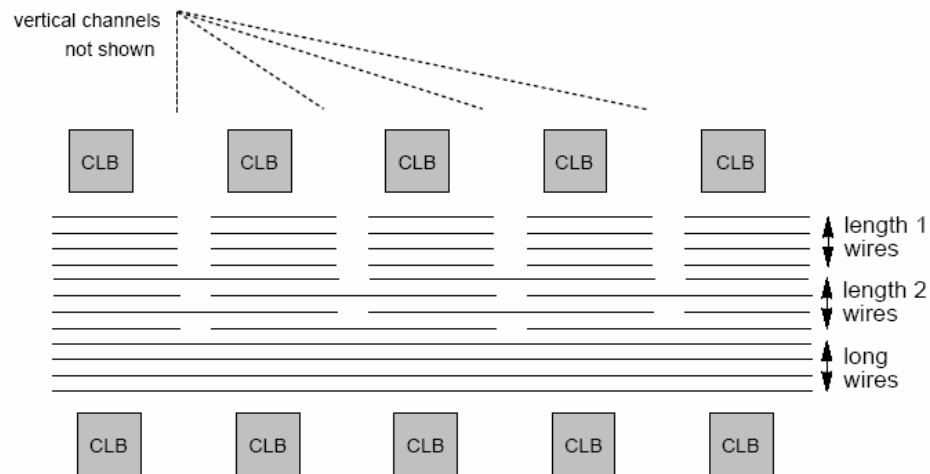 vertical channels
not shown
CLB CLB CLB CLB CLB
length 1
wires
length 2
wires
long
wires
CLB CLB CLB CLB CLB